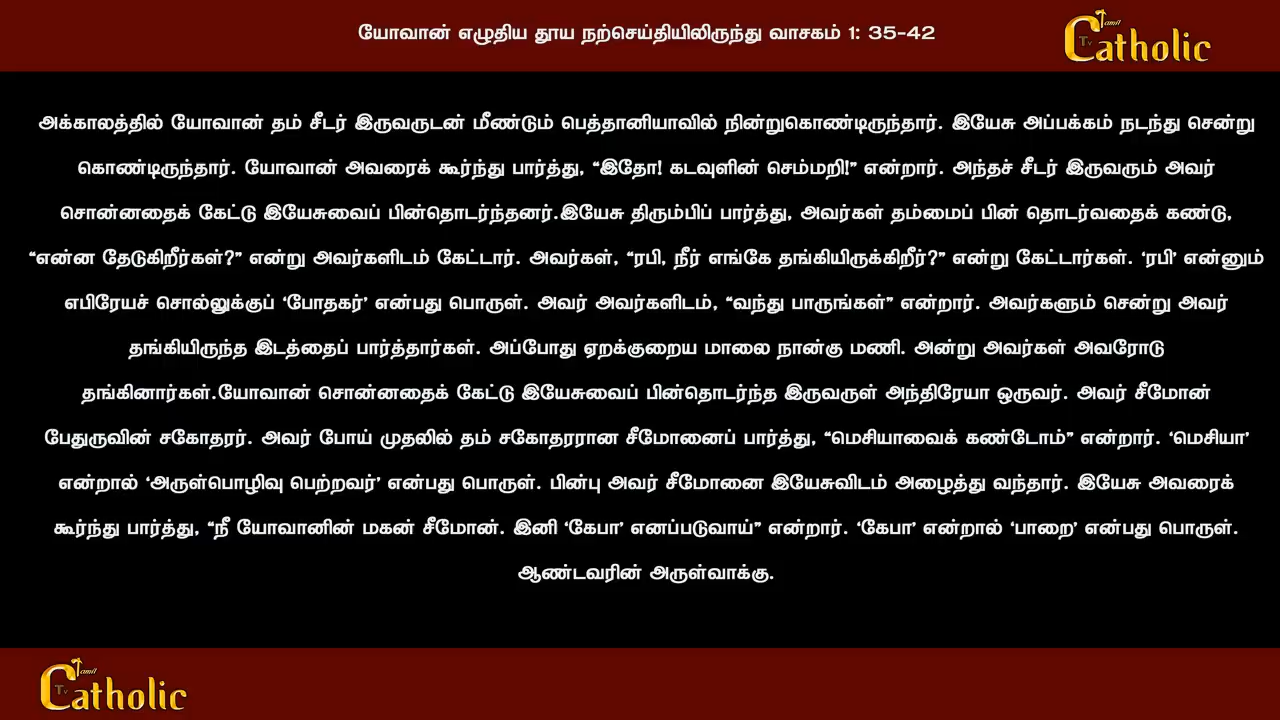 யோவான் எழுதிய தூய நற்செய்தியிலிருந்து வாசகம் 1: 35-42
Tamil
Catholic
Tv
அக்காலத்தில் யோவான் தம் சீடர் இருவருடன் மீண்டும் பெத்தானியாவில் நின்றுகொண்டிருந்தார். இயேசு அப்பக்கம் நடந்து சென்று
கொண்டிருந்தார். யோவான் அவரைக் கூர்ந்து பார்த்து, “இதோ! கடவுளின் செம்மறி!” என்றார். அந்தச் சீடர் இருவரும் அவர்
சொன்னதைக் கேட்டு இயேசுவைப் பின்தொடர்ந்தனர்.இயேசு திரும்பிப் பார்த்து, அவர்கள் தம்மைப் பின் தொடர்வதைக் கண்டு,
“என்ன தேடுகிறீர்கள்?” என்று அவர்களிடம் கேட்டார். அவர்கள், “ரபி, நீர் எங்கே தங்கியிருக்கிறீர்?” என்று கேட்டார்கள். ‘ரபி’ என்னும்
எபிரேயச் சொல்லுக்குப் ‘போதகர்’ என்பது பொருள். அவர் அவர்களிடம், “வந்து பாருங்கள்” என்றார். அவர்களும் சென்று அவர்
தங்கியிருந்த இடத்தைப் பார்த்தார்கள். அப்போது ஏறக்குறைய மாலை நான்கு மணி. அன்று அவர்கள் அவரோடு
தங்கினார்கள்.யோவான் சொன்னதைக் கேட்டு இயேசுவைப் பின்தொடர்ந்த இருவருள் அந்திரேயா ஒருவர். அவர் சீமோன்
பேதுருவின் சகோதரர். அவர் போய் முதலில் தம் சகோதரரான சீமோனைப் பார்த்து, “மெசியாவைக் கண்டோம்” என்றார். ‘மெசியா’
என்றால் ‘அருள்பொழிவு பெற்றவர்’ என்பது பொருள். பின்பு அவர் சீமோனை இயேசுவிடம் அழைத்து வந்தார். இயேசு அவரைக்
கூர்ந்து பார்த்து, “நீ யோவானின் மகன் சீமோன். இனி ‘கேபா’ எனப்படுவாய்” என்றார். ‘கேபா’ என்றால் ‘பாறை’ என்பது பொருள்.
ஆண்டவரின் அருள்வாக்கு.
Tamil
Catholic
Tv